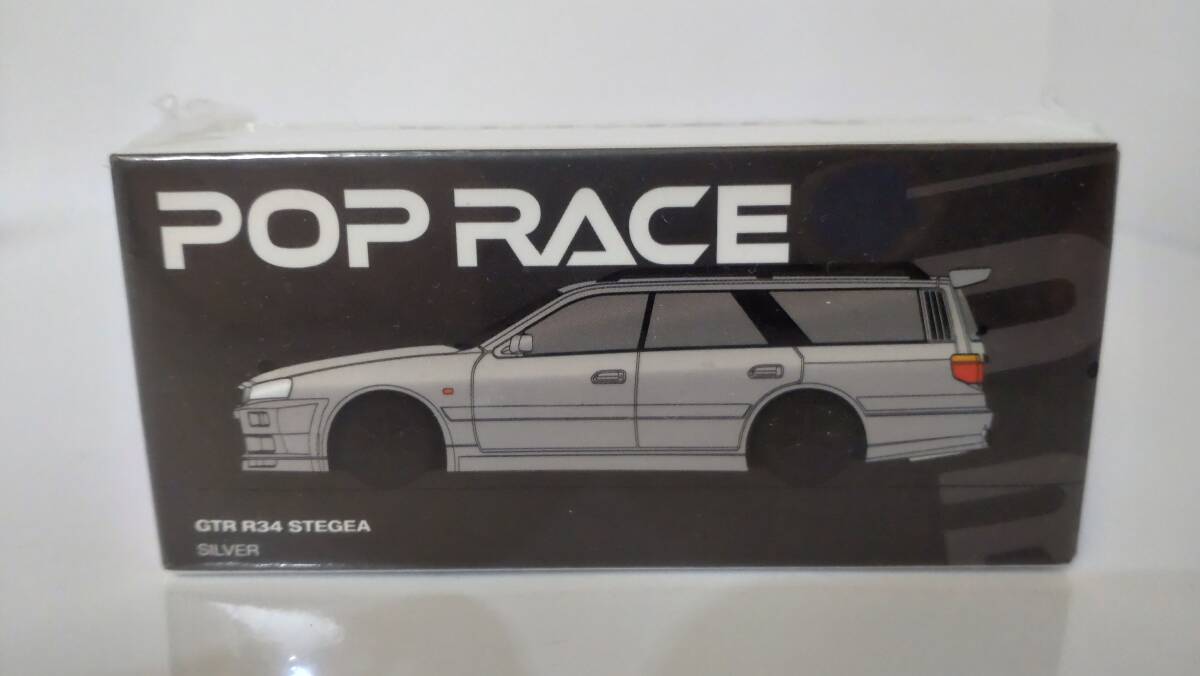 POP RACE
GTR R34 STEGEA
SILVER